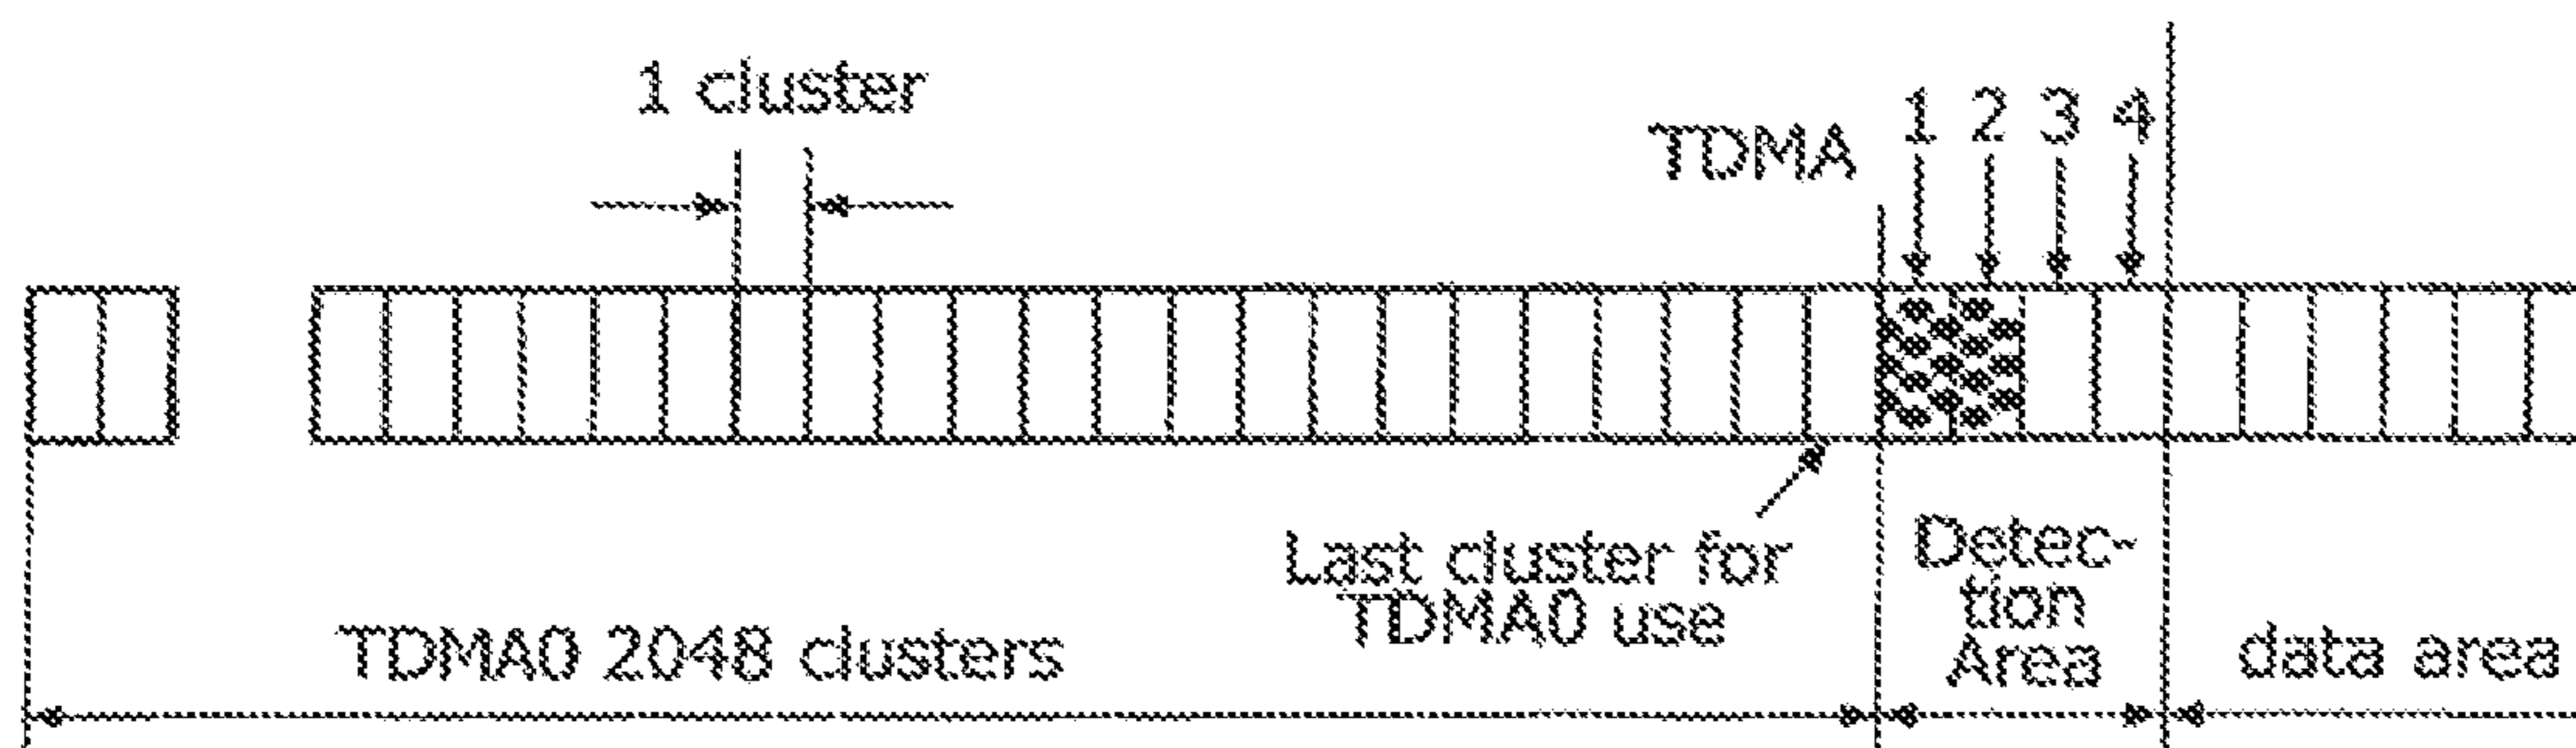 1 cluster
TDMA 1 2 3 4
Last cluster for
TDMA0 use
Detec-
tion
Area
TDMA0 2048 clusters
data area